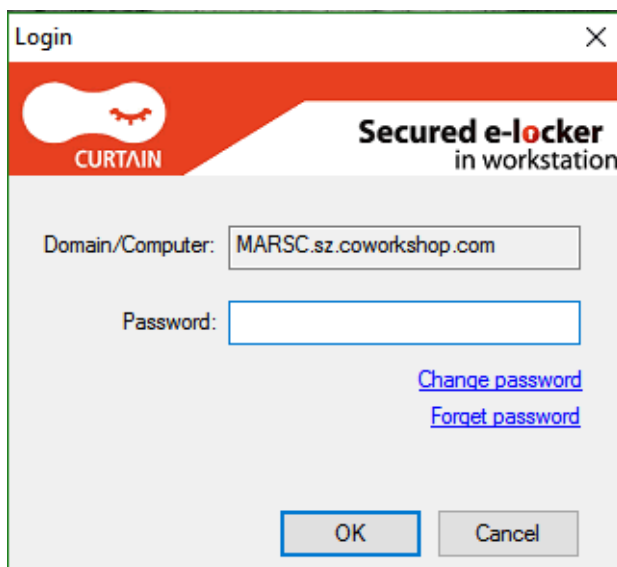 Login
CURTAIN
Secured e-locker
in workstation
Domain/Computer: MARSC.sz.coworkshop.com
Password:
Change password
Forget password
OK Cancel